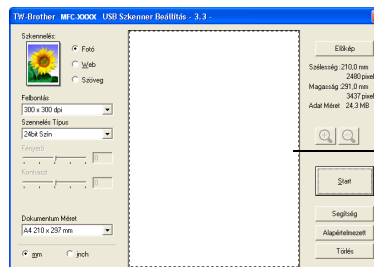 TW-Brother MFC-XXXX USB Szkenner Beállítás - 3.3 -
Szkennelés:
Fotó
Web
Szöveg
Felbontás
300 x 300 dpi
Szennelés Típus
24bit Szín
Fényerő
0
Kontraszt
0
Dokumentum Méret
A4 210 x 297 mm
mm
inch
Előkép
Szélesség :210,0 mm
2480 pixel
Magasság :291,0 mm
3437 pixel
Adat Méret 24,3 MB
Start
Segítség
Alapértelmezett
Törlés